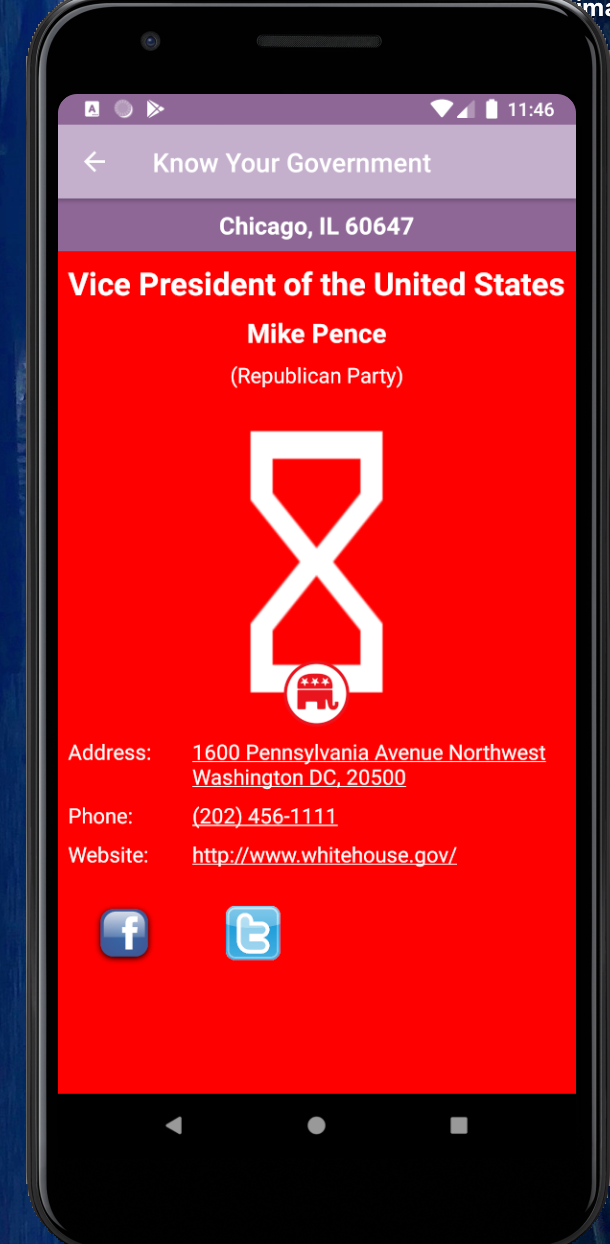 ima
11:46
Know Your Government
Chicago, IL 60647
Vice President of the United States
Mike Pence
(Republican Party)
Address: 1600 Pennsylvania Avenue Northwest
Washington DC, 20500
Phone: (202) 456-1111
Website: http://www.whitehouse.gov/